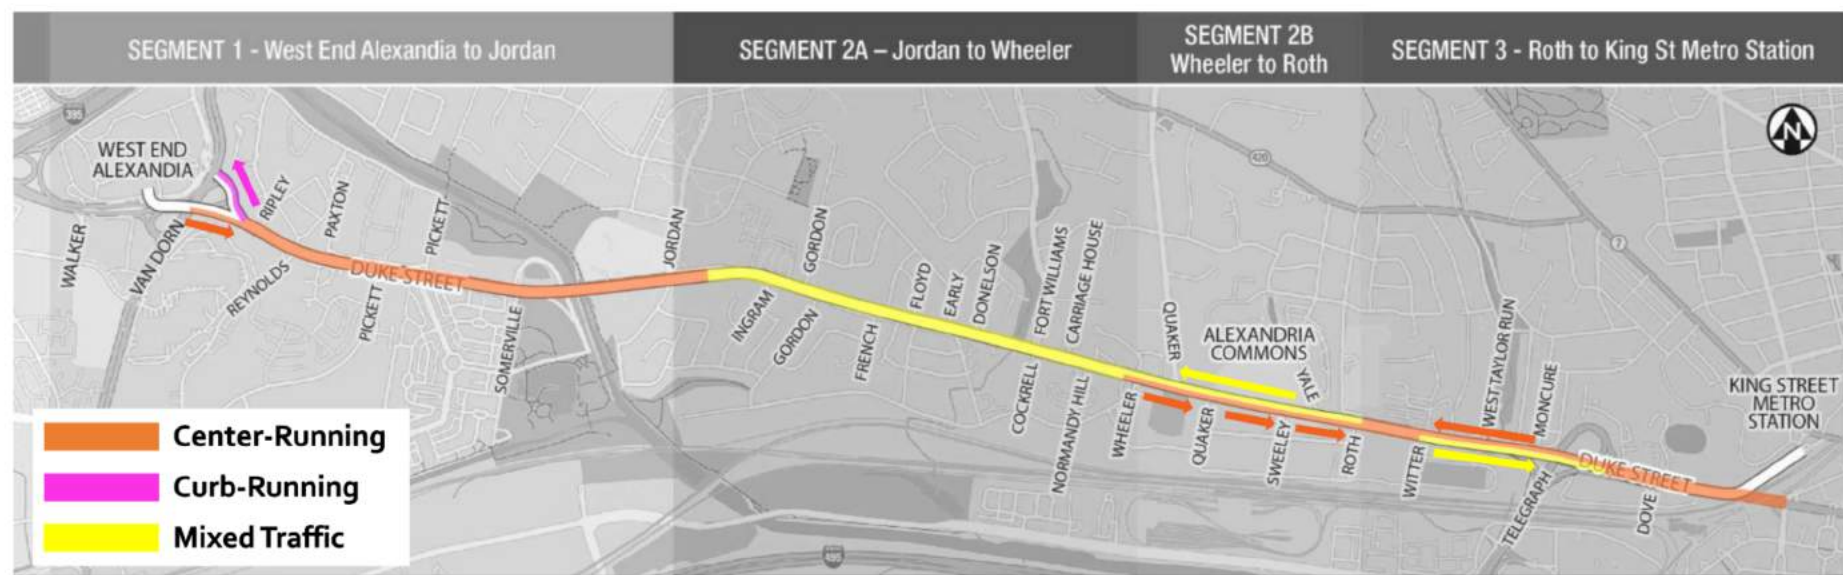 SEGMENT 1 - West End Alexandia to Jordan
SEGMENT 2A – Jordan to Wheeler
SEGMENT 2B
Wheeler to Roth
SEGMENT 3 - Roth to King St Metro Station
395
WEST END
ALEXANDIA
WALKER
VAN DORN
RIPLEY
REYNOLDS
PAXTON
PICKETT
PICKETT
DUKE STREET
SOMERVILLE
JORDAN
INGRAM
GORDON
GORDON
FRENCH
FLOYD
EARLY
DONELSON
COCKRELL
FORT WILLIAMS
NORMANDY HILL
CARRIAGE HOUSE
WHEELER
QUAKER
QUAKER
ALEXANDRIA
COMMONS
YALE
SWEELEY
ROTH
420
WITTER
WEST TAYLOR RUN
MONCURE
TELEGRAPH
7
DUKE STREET
DOVE
KING STREET
METRO
STATION
N
495
Center-Running
Curb-Running
Mixed Traffic